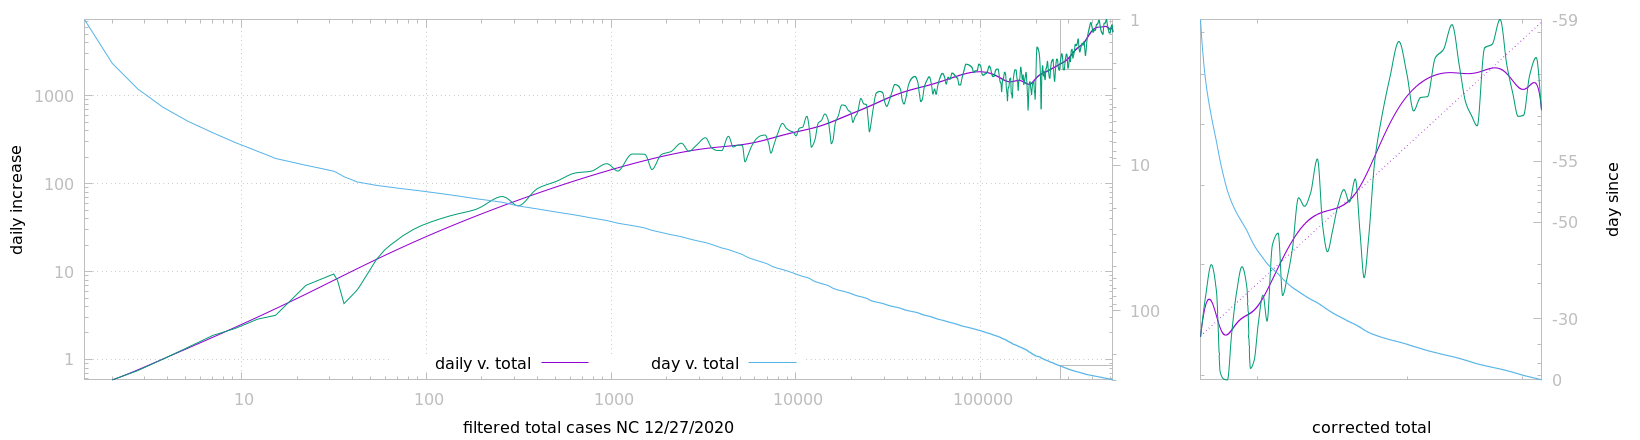 1
-59
1000
daily increase
10
-55
100
-50
day since
10
100
-30
1
daily v. total
day v. total
0
10
100
1000
10000
100000
filtered total cases NC 12/27/2020
corrected total